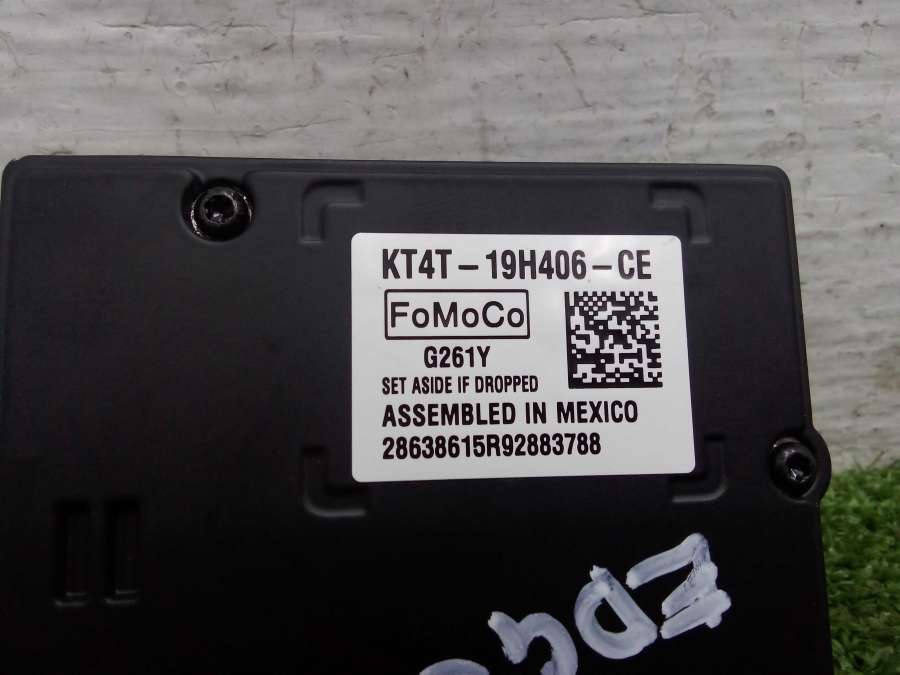 KT4T-19H406-CE
FoMoCo
G261Y
SET ASIDE IF DROPPED
ASSEMBLED IN MEXICO
28638615R92883788